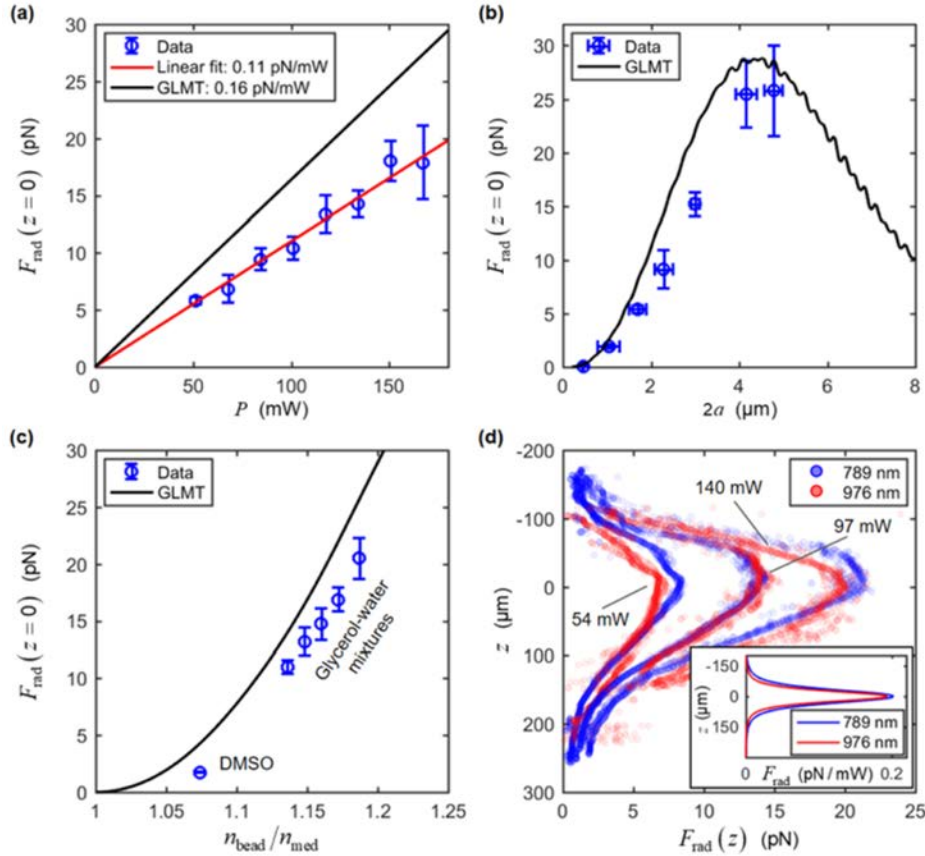 (a)
30
25
20
15
10
5
0
F_rad(z = 0) (pN)
Data
Linear fit: 0.11 pN/mW
GLMT: 0.16 pN/mW
0 50 100 150
P (mW)
(b)
30
25
20
15
10
5
0
F_rad(z = 0) (pN)
Data
GLMT
0 2 4 6 8
2a (µm)
(c)
30
25
20
15
10
5
0
F_rad(z = 0) (pN)
Data
GLMT
Glycerol-water
mixtures
DMSO
1 1.05 1.1 1.15 1.2 1.25
n_bead/n_med
(d)
-200
-100
0
100
200
300
z (µm)
789 nm
976 nm
140 mW
97 mW
54 mW
-150
0
150
z (µm)
789 nm
976 nm
0 F_rad (pN / mW) 0.2
0 5 10 15 20 25
F_rad(z) (pN)